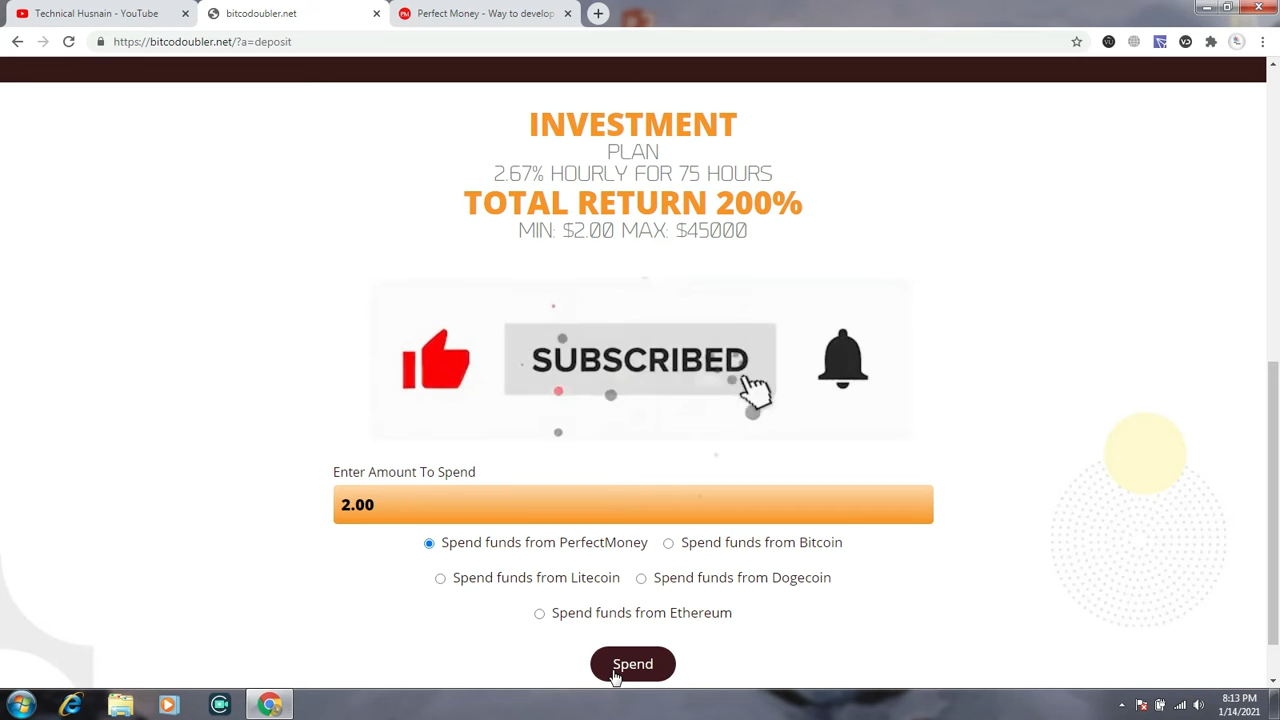 Technical Husnain - YouTube
bitcodoubler.net
PM
Perfect Money - Way to develop
https://bitcodoubler.net/?a=deposit
INVESTMENT
PLAN
2.67% HOURLY FOR 75 HOURS
TOTAL RETURN 200%
MIN: $2.00 MAX: $45000
SUBSCRIBED
Enter Amount To Spend
2.00
Spend funds from PerfectMoney
Spend funds from Bitcoin
Spend funds from Litecoin
Spend funds from Dogecoin
Spend funds from Ethereum
Spend
8:13 PM
1/14/2021